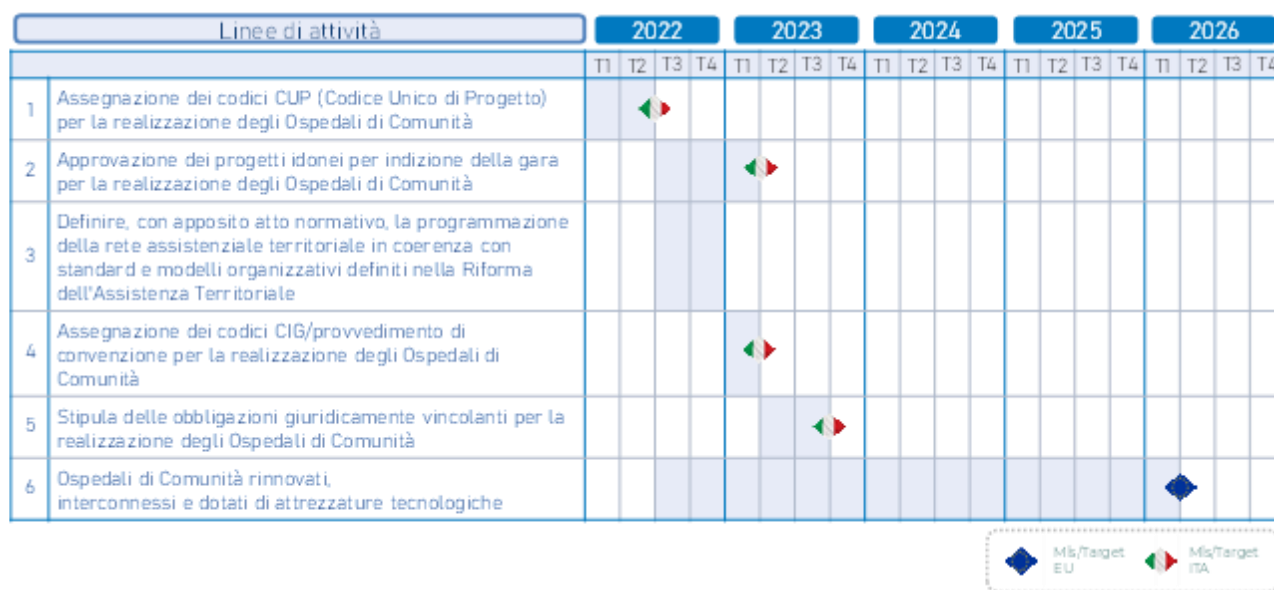 Linee di attività 2022 2023 2024 2025 2026
T1 T2 T3 T4 T1 T2 T3 T4 T1 T2 T3 T4 T1 T2 T3 T4 T1 T2 T3 T4
1 Assegnazione dei codici CUP (Codice Unico di Progetto)
per la realizzazione degli Ospedali di Comunità
2 Approvazione dei progetti idonei per indizione della gara
per la realizzazione degli Ospedali di Comunità
3 Definire, con apposito atto normativo, la programmazione
della rete assistenziale territoriale in coerenza con
standard e modelli organizzativi definiti nella Riforma
dell'Assistenza Territoriale
4 Assegnazione dei codici CIG/provvedimento di
convenzione per la realizzazione degli Ospedali di
Comunità
5 Stipula delle obbligazioni giuridicamente vincolanti per la
realizzazione degli Ospedali di Comunità
6 Ospedali di Comunità rinnovati,
interconnessi e dotati di attrezzature tecnologiche
Mls/Target
EU
Mls/Target
ITA